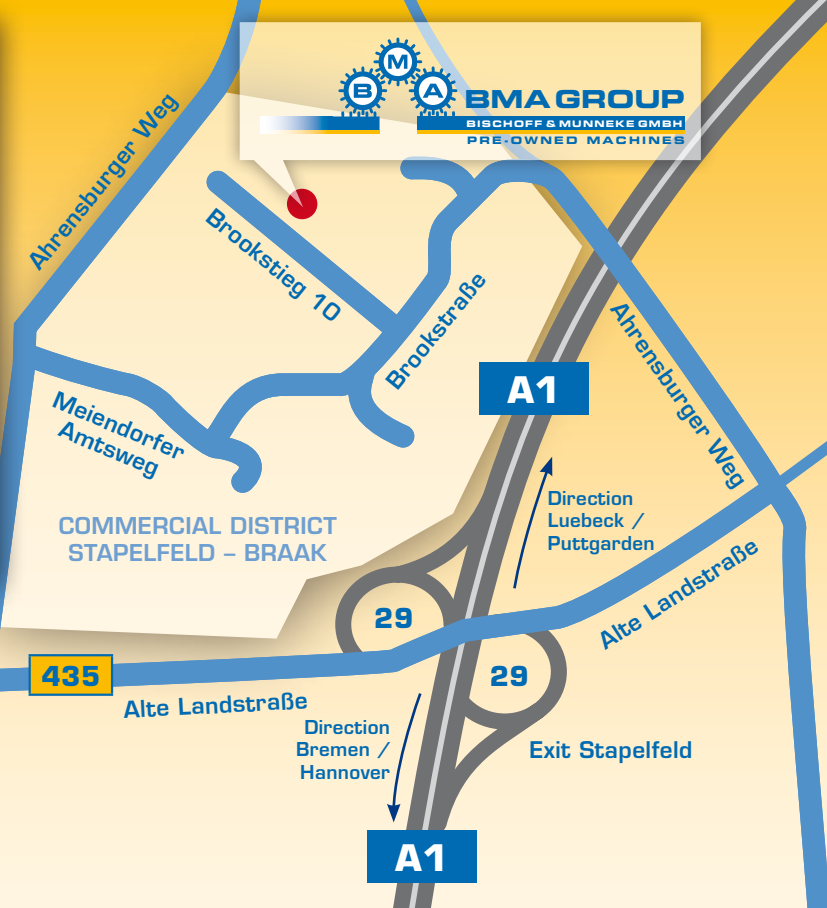 M
B A
BMA GROUP
BISCHOFF & MUNNEKE GMBH
PRE-OWNED MACHINES
Ahrensburger Weg
Brookstieg 10
Brookstraße
Ahrensburger Weg
A1
Meiendorfer
Amtsweg
Direction
Luebeck /
Puttgarden
COMMERCIAL DISTRICT
STAPELFELD – BRAAK
Alte Landstraße
29
29
435
Alte Landstraße
Direction
Bremen /
Hannover
Exit Stapelfeld
A1